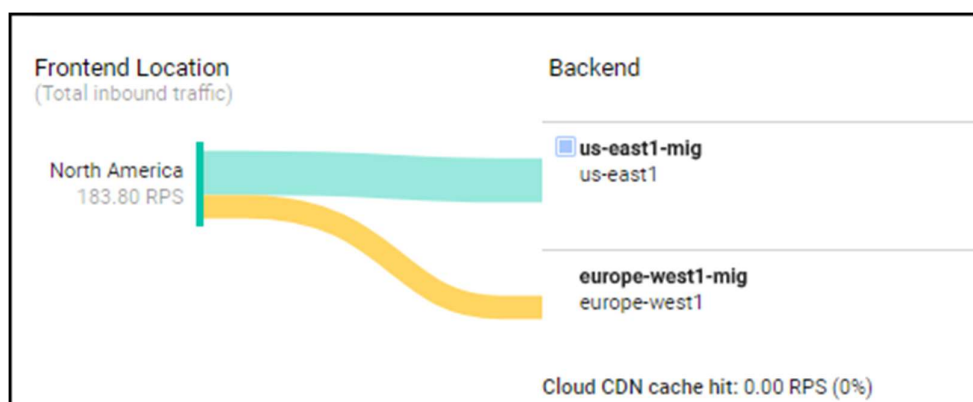 Frontend Location
(Total inbound traffic)
Backend
North America
183.80 RPS
us-east1-mig
us-east1
europe-west1-mig
europe-west1
Cloud CDN cache hit: 0.00 RPS (0%)